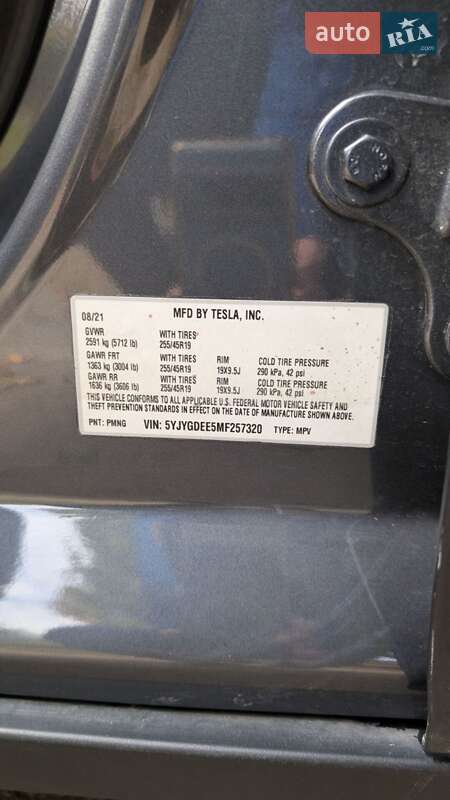 auto RIA.com
08/21 MFD BY TESLA, INC.
GVWR
2591 kg (5712 lb) WITH TIRES 255/45R19
GAWR FRT WITH TIRES RIM COLD TIRE PRESSURE
1363 kg (3004 lb) 255/45R19 19X9.5J 290 kPa, 42 psi
GAWR RR WITH TIRES RIM COLD TIRE PRESSURE
1636 kg (3606 lb) 255/45R19 19X9.5J 290 kPa, 42 psi
THIS VEHICLE CONFORMS TO ALL APPLICABLE U.S. FEDERAL MOTOR VEHICLE SAFETY AND
THEFT PREVENTION STANDARDS IN EFFECT ON THE DATE OF MANUFACTURE SHOWN ABOVE.
PNT: PMNG VIN: 5YJYGDEE5MF257320 TYPE: MPV